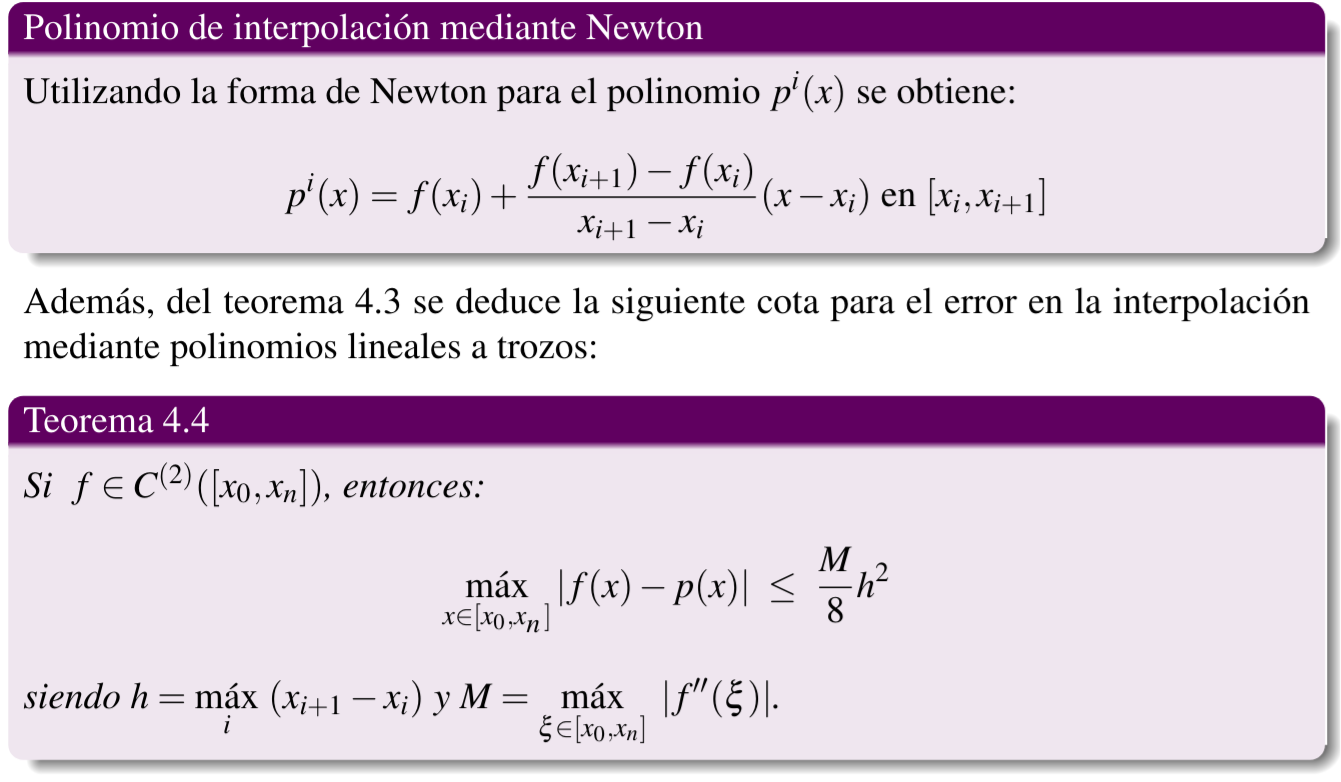 Polinomio de interpolación mediante Newton
Utilizando la forma de Newton para el polinomio $p^i(x)$ se obtiene:
$p^i(x) = f(x_i) + \frac{f(x_{i+1}) - f(x_i)}{x_{i+1} - x_i}(x - x_i)$ en $[x_i, x_{i+1}]$
Además, del teorema 4.3 se deduce la siguiente cota para el error en la interpolación
mediante polinomios lineales a trozos:
Teorema 4.4
Si $f \in C^{(2)}([x_0, x_n])$, entonces:
$\max_{x \in [x_0, x_n]} |f(x) - p(x)| \leq \frac{M}{8} h^2$
siendo $h = \text{máx}_{i} (x_{i+1} - x_i)$ y $M = \text{máx}_{\xi \in [x_0, x_n]} |f''(\xi)|$.